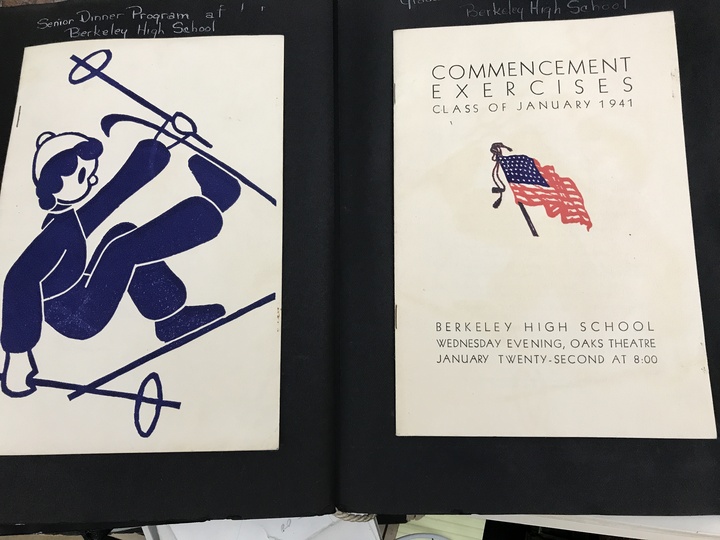 Senior Dinner Program at
Berkeley High School
Berkeley High School
COMMENCEMENT
EXERCISES
CLASS OF JANUARY 1941
BERKELEY HIGH SCHOOL
WEDNESDAY EVENING, OAKS THEATRE
JANUARY TWENTY-SECOND AT 8:00